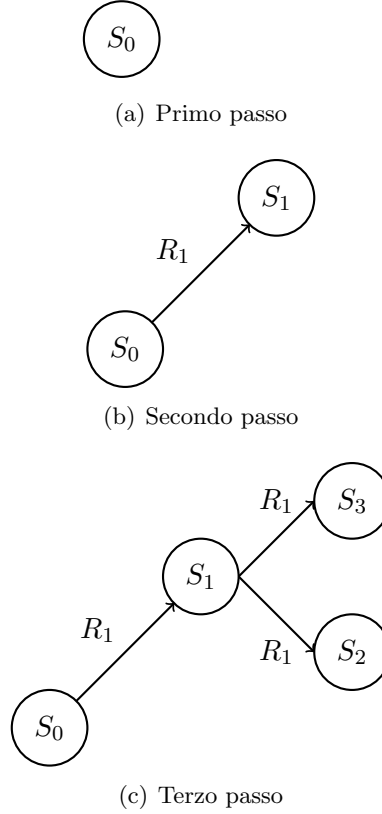 S0
(a) Primo passo
S1
R1
S0
(b) Secondo passo
R1 S3
S1
R1
R1 S2
S0
(c) Terzo passo